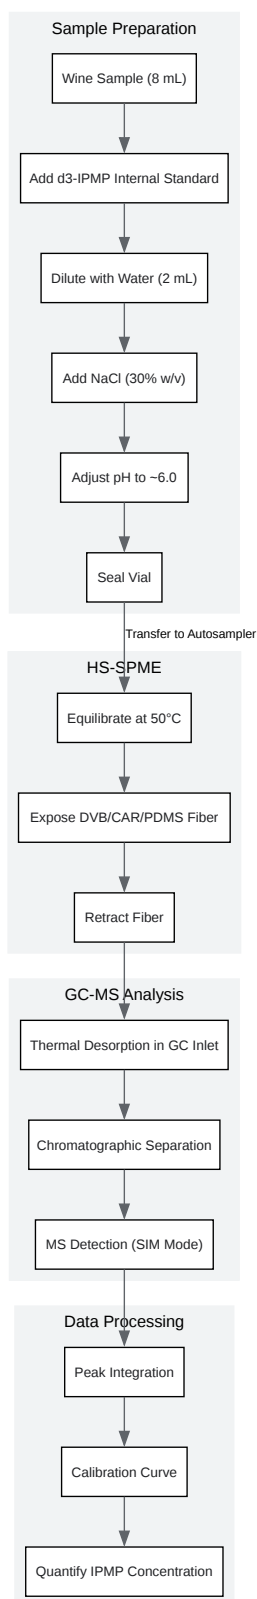 Sample Preparation
Wine Sample (8 mL)
Add d3-IPMP Internal Standard
Dilute with Water (2 mL)
Add NaCl (30% w/v)
Adjust pH to ~6.0
Seal Vial
Transfer to Autosampler
HS-SPME
Equilibrate at 50°C
Expose DVB/CAR/PDMS Fiber
Retract Fiber
GC-MS Analysis
Thermal Desorption in GC Inlet
Chromatographic Separation
MS Detection (SIM Mode)
Data Processing
Peak Integration
Calibration Curve
Quantify IPMP Concentration